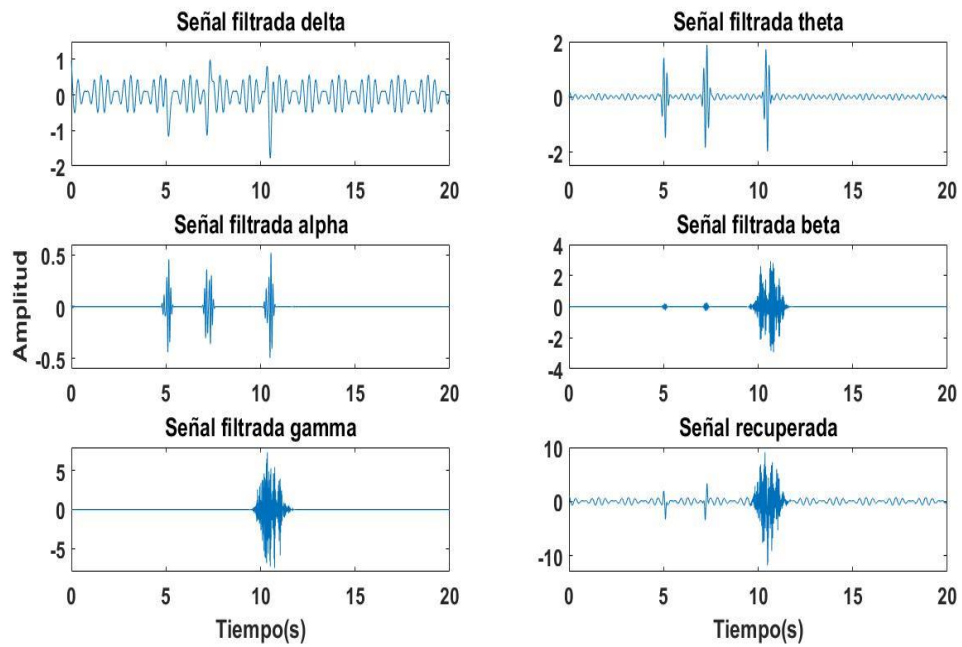 Señal filtrada delta
1
0
-1
-2
0 5 10 15 20
Señal filtrada theta
2
0
-2
0 5 10 15 20
Señal filtrada alpha
Amplitud
0.5
0
-0.5
0 5 10 15 20
Señal filtrada beta
4
2
0
-2
-4
0 5 10 15 20
Señal filtrada gamma
5
0
-5
0 5 10 15 20
Tiempo(s)
Señal recuperada
10
0
-10
0 5 10 15 20
Tiempo(s)